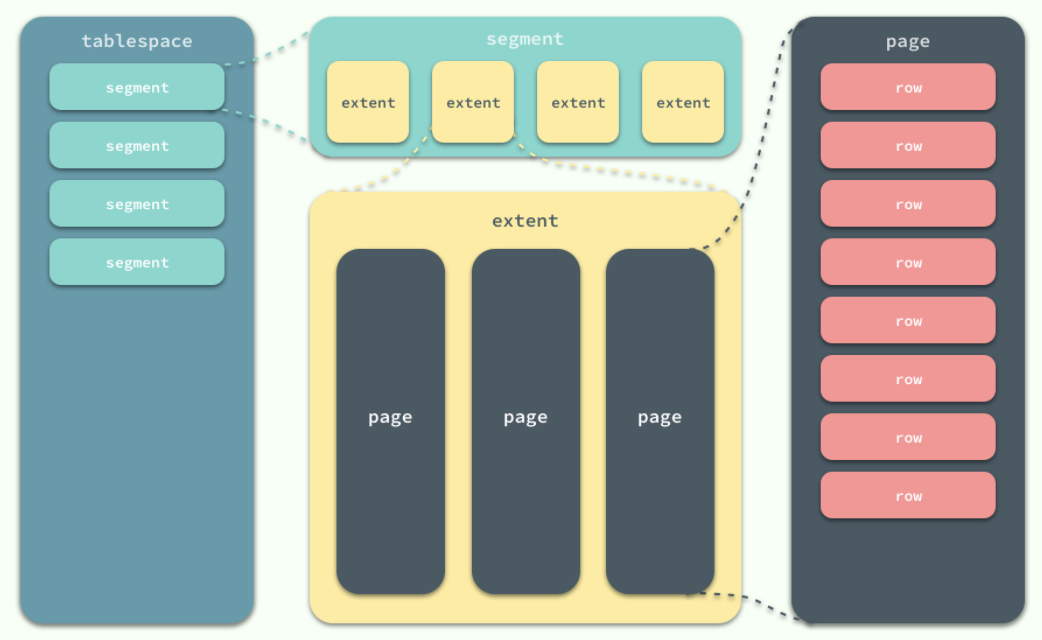 tablespace
segment
segment
segment
segment
segment
extent extent extent extent
extent
page page page
page
row
row
row
row
row
row
row
row